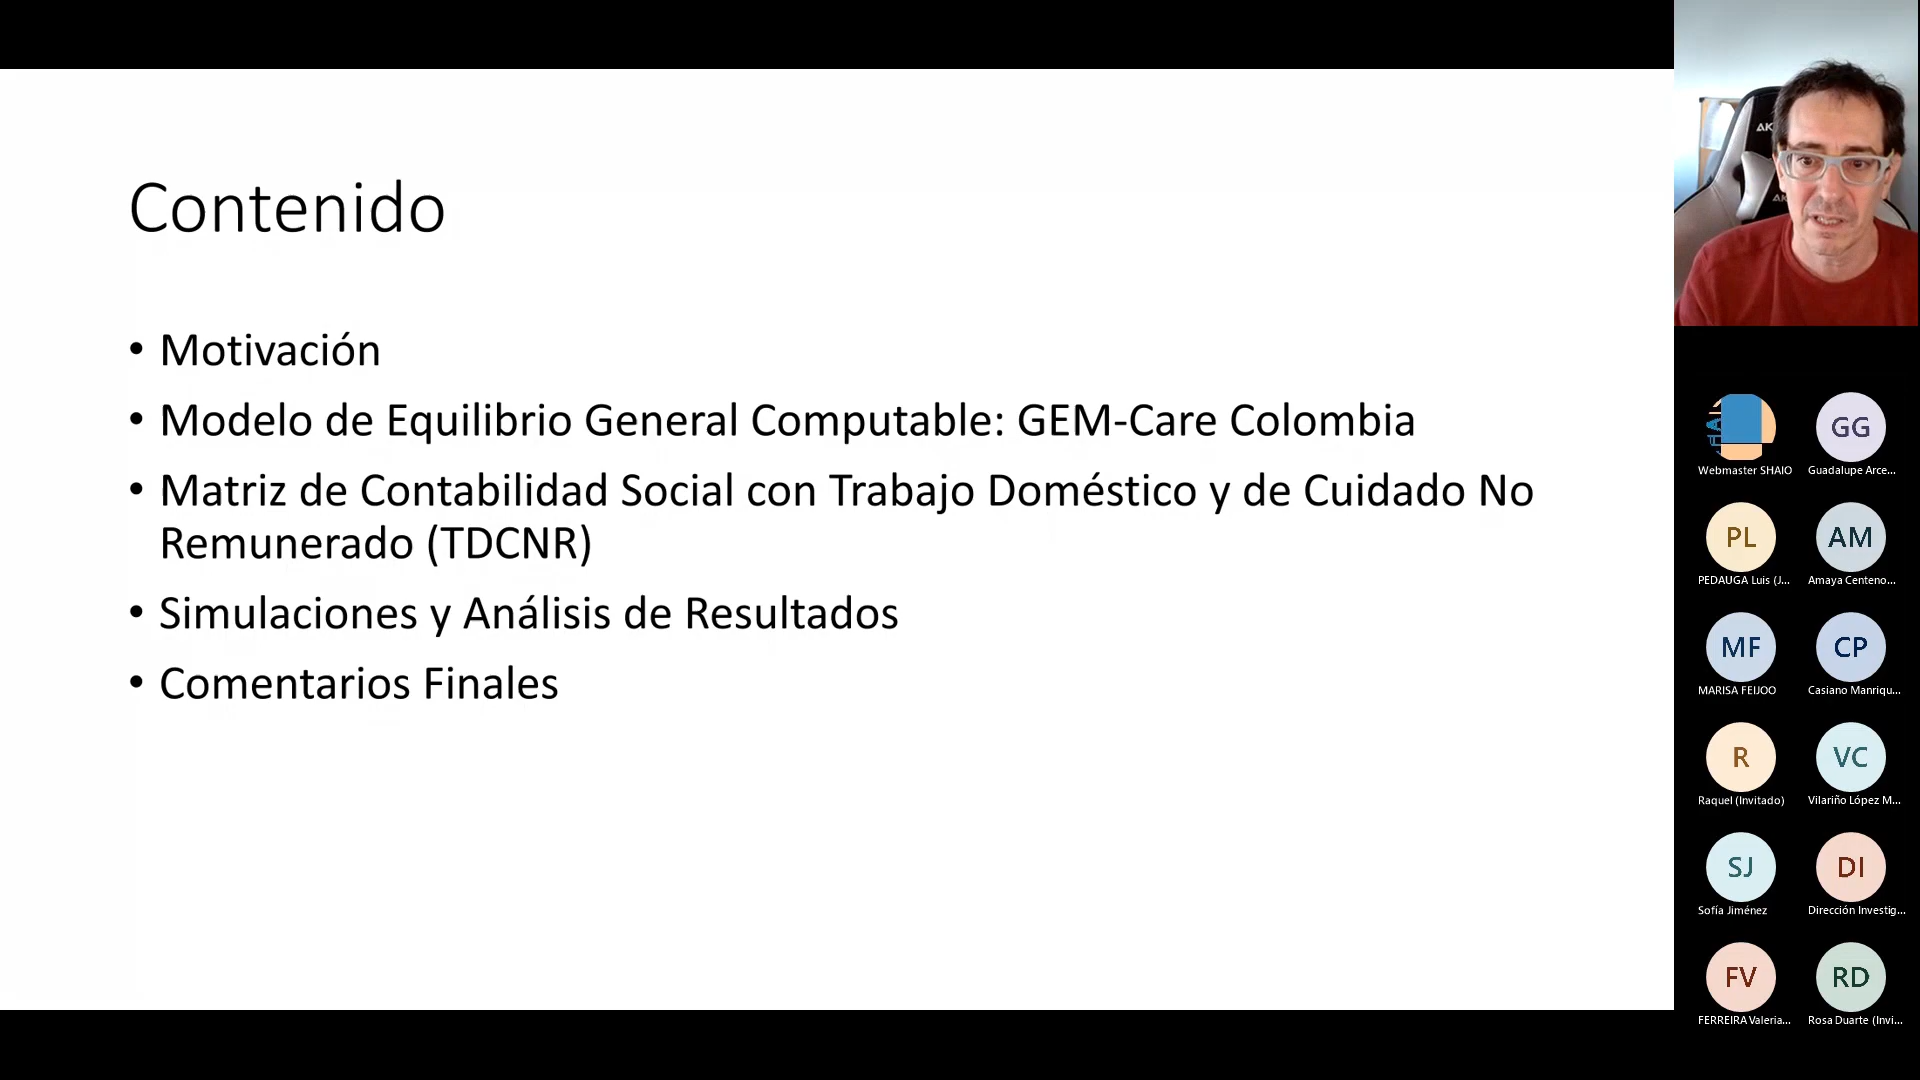 Contenido
• Motivación
• Modelo de Equilibrio General Computable: GEM-Care Colombia
• Matriz de Contabilidad Social con Trabajo Doméstico y de Cuidado No
Remunerado (TDCNR)
• Simulaciones y Análisis de Resultados
• Comentarios Finales
AK
Webmaster SHAIO
GG
Guadalupe Arce...
PL
PEDAUGA Luis (J...
AM
Amaya Centeno...
MF
MARISA FEIJOO
CP
Casiano Manriqu...
R
Raquel (Invitado)
VC
Vilariño López M...
SJ
Sofía Jiménez
DI
Dirección Investig...
FV
FERREIRA Valeria...
RD
Rosa Duarte (Invi...